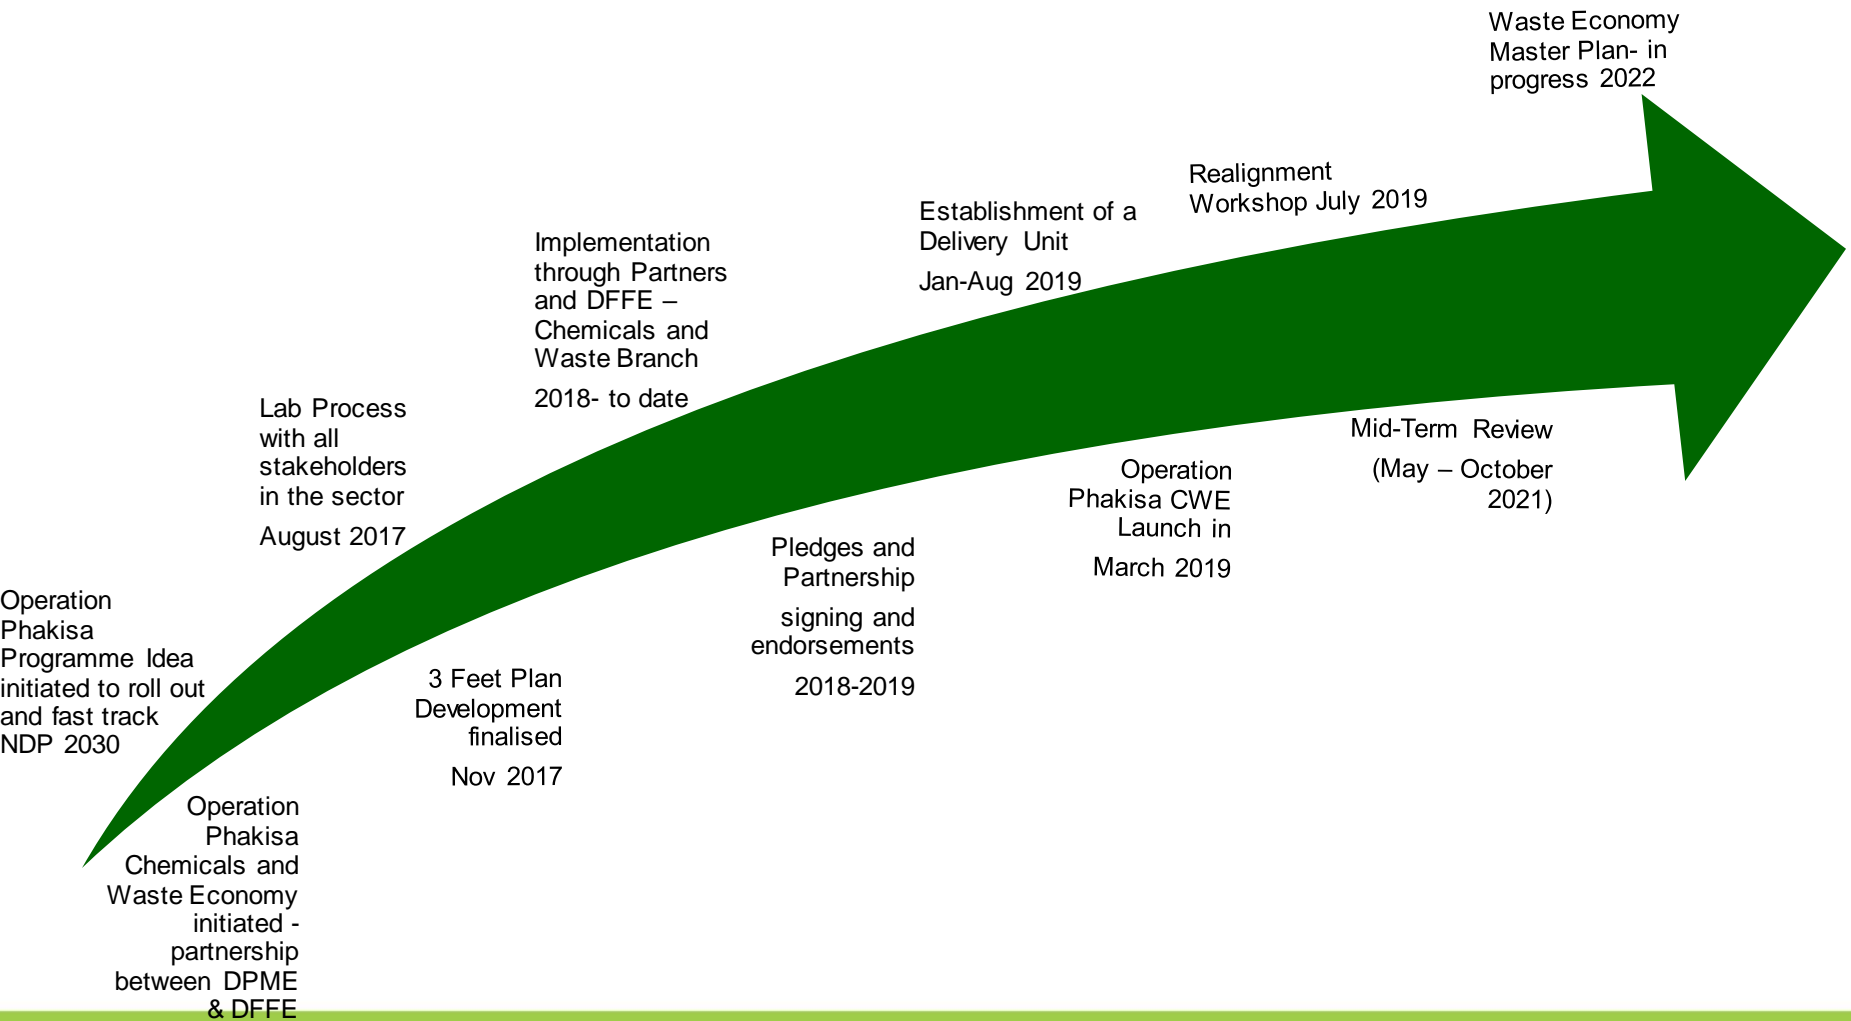 Operation
Phakisa
Programme Idea
initiated to roll out
and fast track
NDP 2030
Operation
Phakisa
Chemicals and
Waste Economy
initiated -
partnership
between DPME
& DFFE
Lab Process
with all
stakeholders
in the sector
August 2017
3 Feet Plan
Development
finalised
Nov 2017
Implementation
through Partners
and DFFE –
Chemicals and
Waste Branch
2018- to date
Pledges and
Partnership
signing and
endorsements
2018-2019
Establishment of a
Delivery Unit
Jan-Aug 2019
Operation
Phakisa CWE
Launch in
March 2019
Realignment
Workshop July 2019
Mid-Term Review
(May – October
2021)
Waste Economy
Master Plan- in
progress 2022